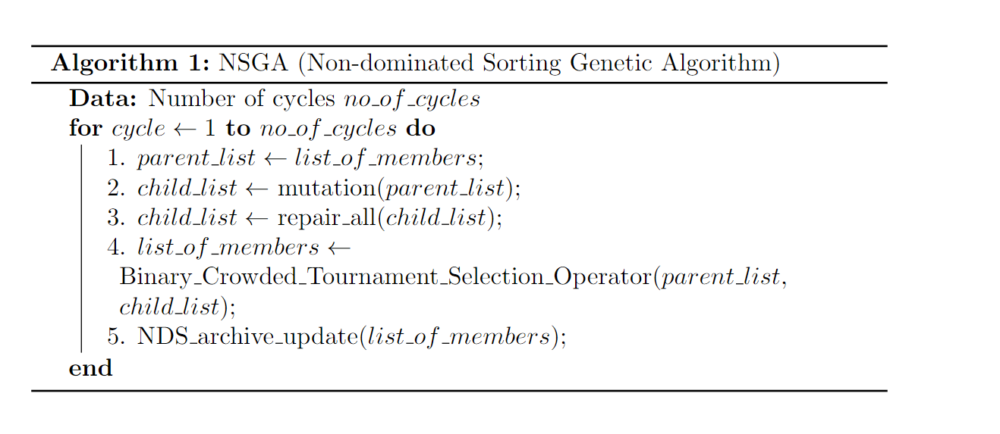 Algorithm 1: NSGA (Non-dominated Sorting Genetic Algorithm)
Data: Number of cycles no_of_cycles
for cycle ← 1 to no_of_cycles do
1. parent_list ← list_of_members;
2. child_list ← mutation(parent_list);
3. child_list ← repair_all(child_list);
4. list_of_members ←
Binary_Crowded_Tournament_Selection_Operator(parent_list,
child_list);
5. NDS_archive_update(list_of_members);
end